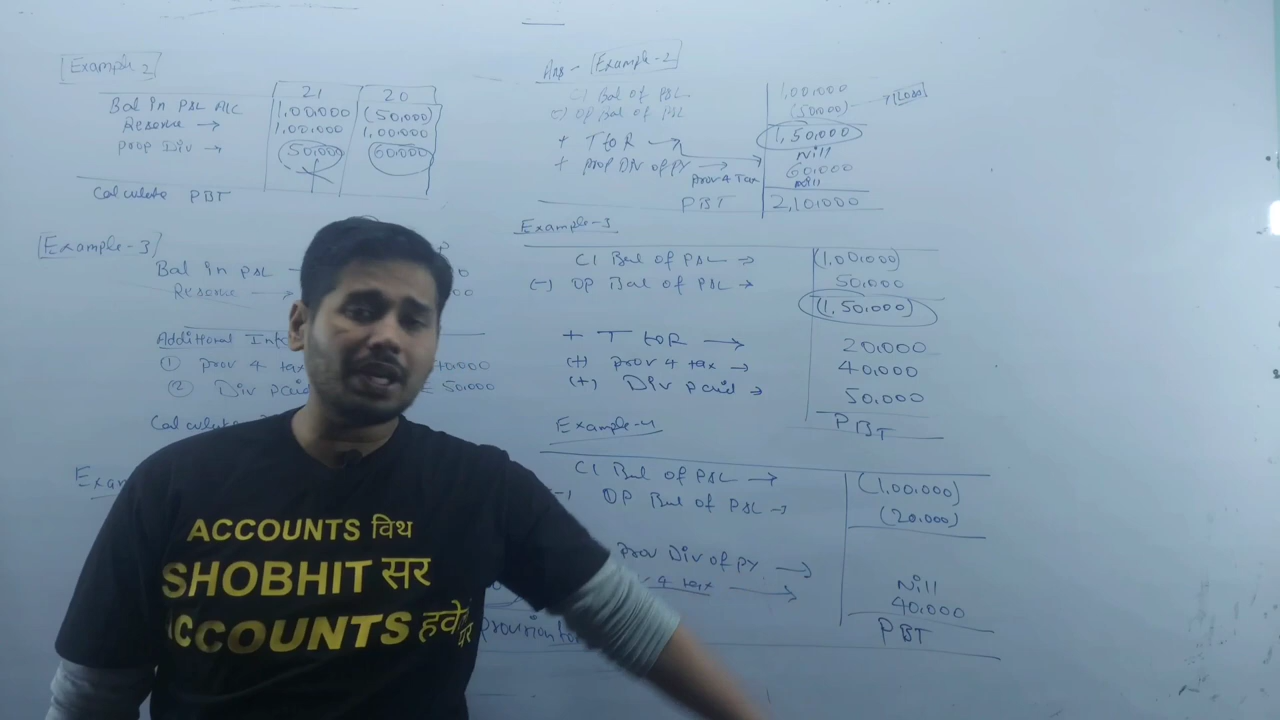 Example 2
21 20
Bal in P&L A/C 1,00,000 (50,000)
Reserve → 1,00,000 1,00,000
prop Div → 50,000 60,000
Calculate PBT
Ans - Example-2
Cl Bal of P&L 1,00,000
(-) OP Bal of P&L (50,000) → Loss
1,50,000
+ T to R → Nill
+ prop Div of PY → 60,000
Prov 4 Tax Nill
PBT 2,10,000
Example-3
Bal in P&L
Reserve →
Additional
① prov 4 tax 40,000
② Div paid = 50,000
Calculate
Example-3
Cl Bal of P&L → (1,00,000)
(-) OP Bal of P&L → 50,000
(1,50,000)
+ T to R → 20,000
(+) prov 4 tax → 40,000
(+) Div paid → 50,000
PBT
Example-4
Cl Bal of P&L → (1,00,000)
OP Bal of P&L → (20,000)
prov Div of PY → Nill
4 tax → 40,000
PBT
provision
ACCOUNTS विथ
SHOBHIT सर
ACCOUNTS हवे